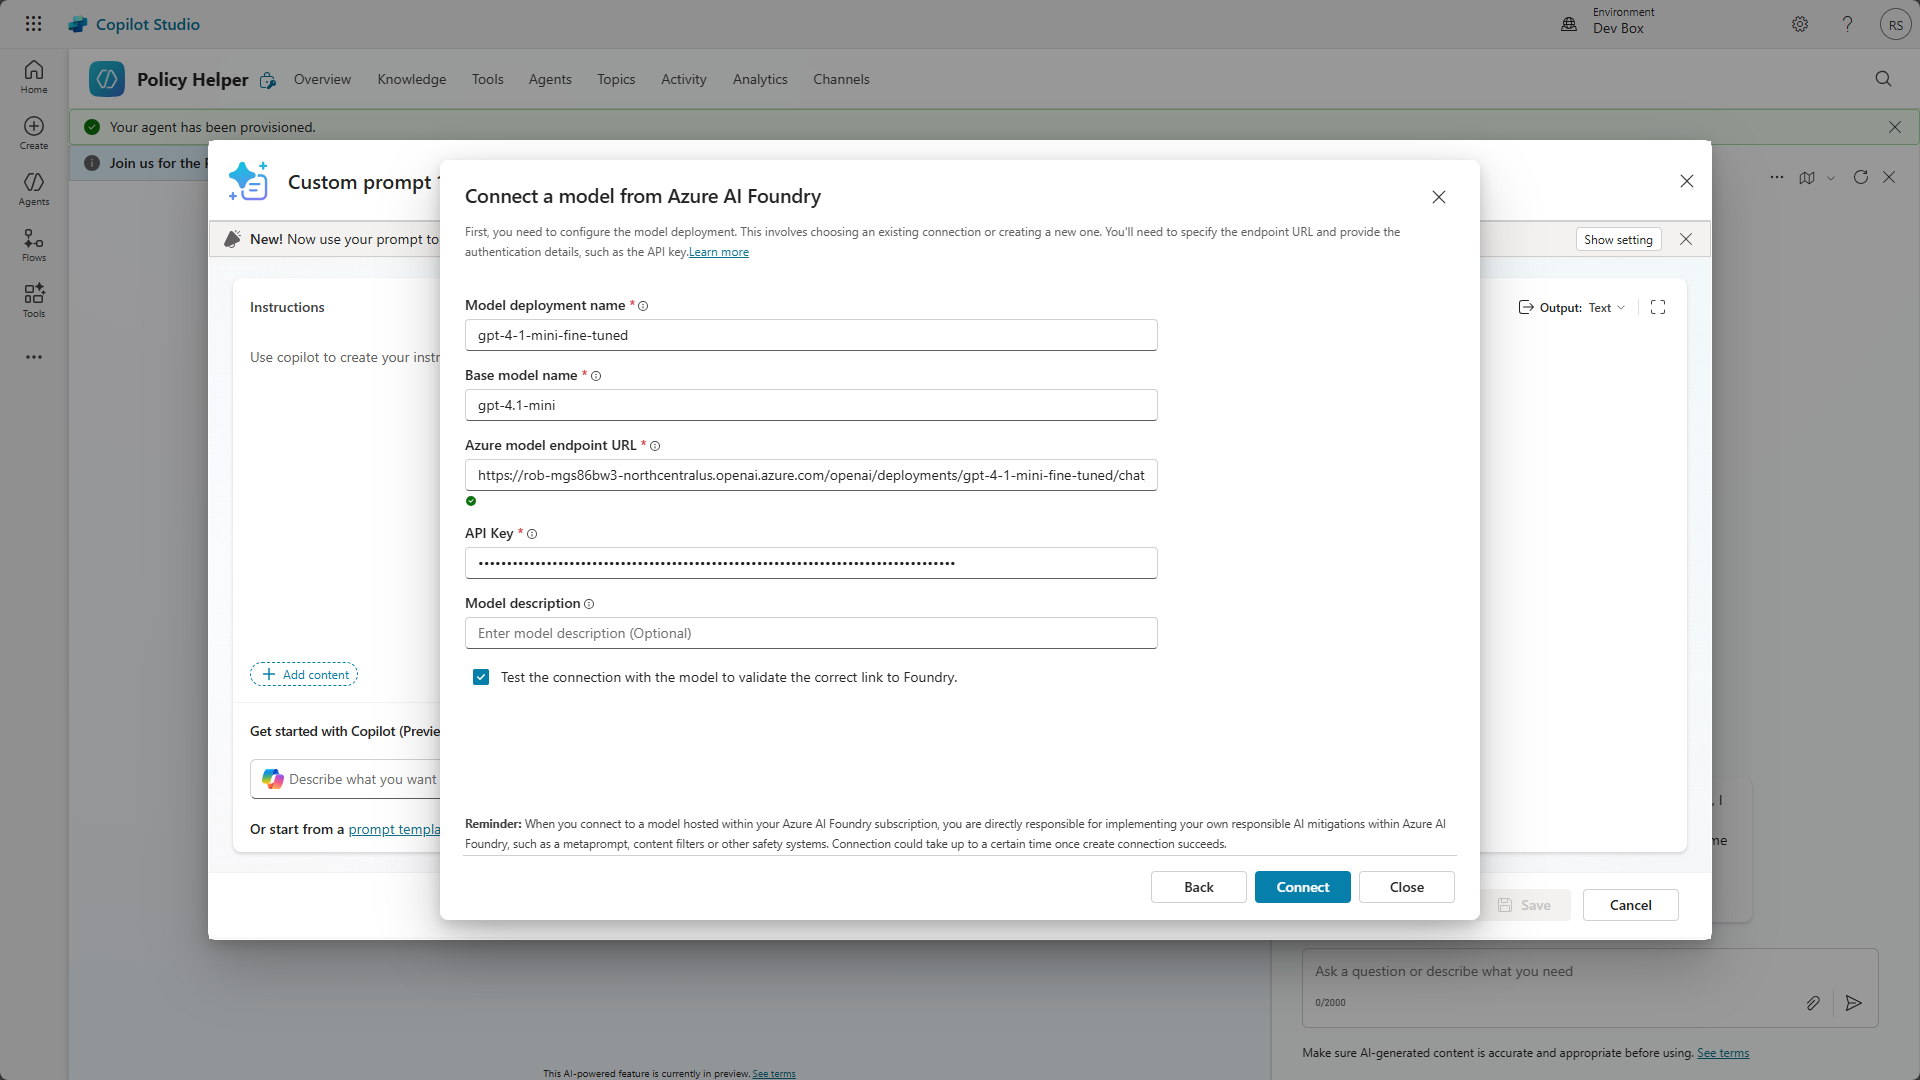 Copilot Studio
Environment
Dev Box
RS
Home
Create
Agents
Flows
Tools
Policy Helper
Overview
Knowledge
Tools
Agents
Topics
Activity
Analytics
Channels
Your agent has been provisioned.
Join us for the
Custom prompt
New! Now use your prompt to
Show setting
Instructions
Use copilot to create your
Output: Text
Add content
Get started with Copilot
Describe what you want
Or start from a prompt
Save
Cancel
Connect a model from Azure AI Foundry
First, you need to configure the model deployment. This involves choosing an existing connection or creating a new one. You'll need to specify the endpoint URL and provide the
authentication details, such as the API key.Learn more
Model deployment name *
gpt-4-1-mini-fine-tuned
Base model name *
gpt-4.1-mini
Azure model endpoint URL *
https://rob-mgs86bw3-northcentralus.openai.azure.com/openai/deployments/gpt-4-1-mini-fine-tuned/chat
API Key *
Model description
Enter model description (Optional)
Test the connection with the model to validate the correct link to Foundry.
Reminder: When you connect to a model hosted within your Azure AI Foundry subscription, you are directly responsible for implementing your own responsible AI mitigations within Azure AI
Foundry, such as a metaprompt, content filters or other safety systems. Connection could take up to a certain time once create connection succeeds.
Back
Connect
Close
, I
me
Ask a question or describe what you need
0/2000
Make sure AI-generated content is accurate and appropriate before using. See terms
This AI-powered feature is currently in preview. See terms